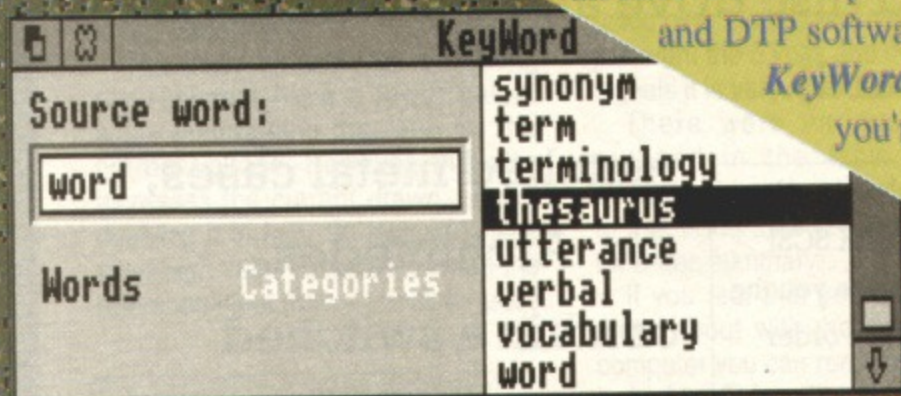 and DTP softwa
KeyWord
KeyWord
you'
Source word:
word
Words Categories
synonym
term
terminology
thesaurus
utterance
verbal
vocabulary
word